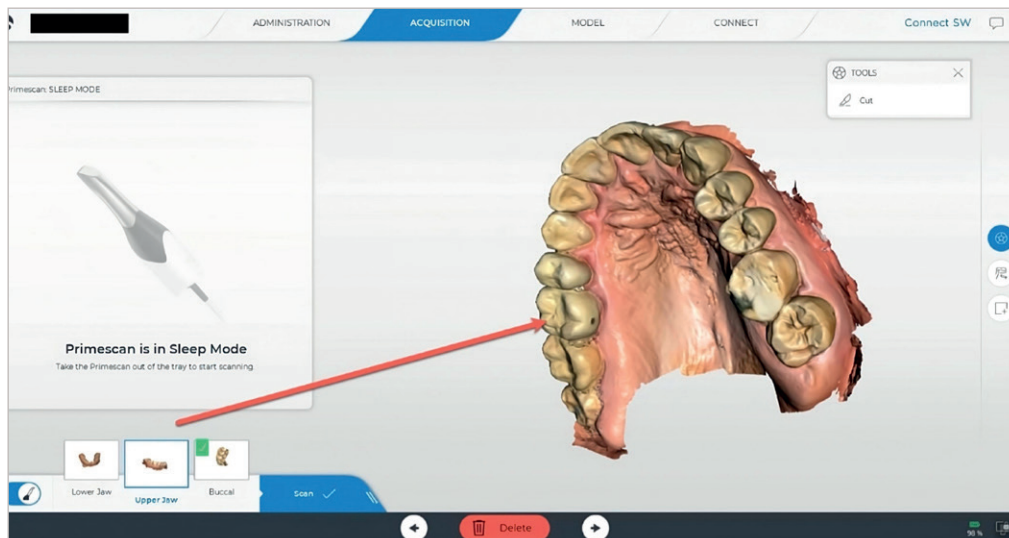 ADMINISTRATION
ACQUISITION
MODEL
CONNECT
Connect SW
Primescan: SLEEP MODE
TOOLS
Cut
Primescan is in Sleep Mode
Take the Primescan out of the tray to start scanning.
Lower Jaw
Upper Jaw
Buccal
Scan
Delete
90 %